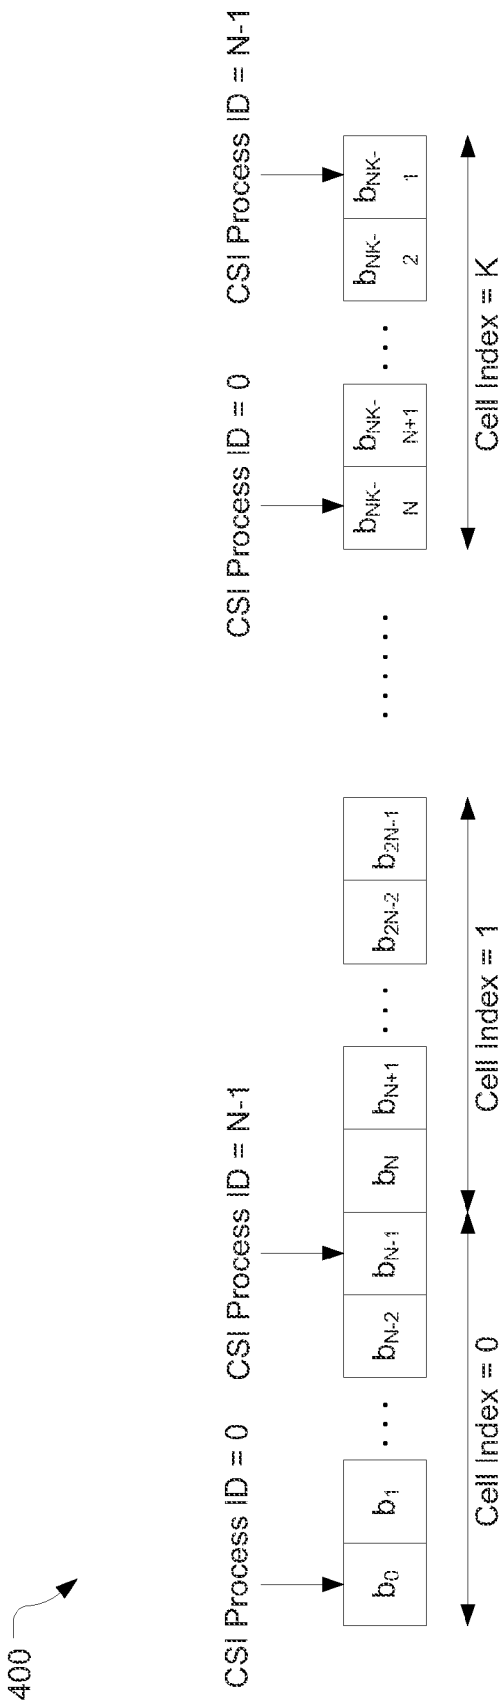 400
CSI Process ID = 0
CSI Process ID = N-1
CSI Process ID = 0
CSI Process ID = N-1
b0 b1 . . . bN-2 bN-1 bN bN+1 . . . b2N-2 b2N-1 . . . . . . bNK-N bNK-N+1 . . . bNK-2 bNK-1
Cell Index = 0
Cell Index = 1
Cell Index = K